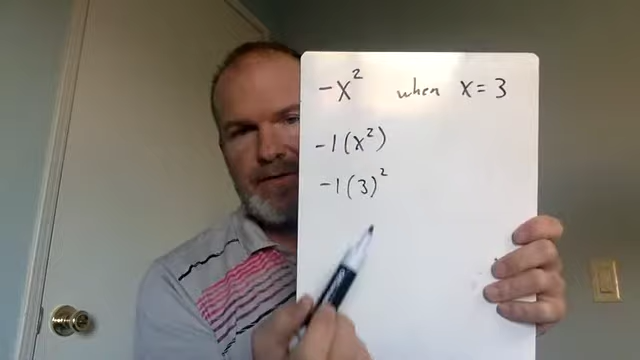 -x² when x = 3
-1(x²)
-1(3)²